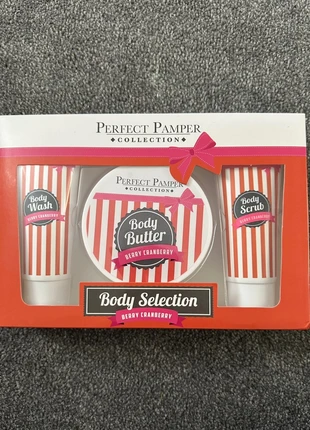 PERFECT PAMPER
COLLECTION
Body
Wash
BERRY CRANBERRY
PERFECT PAMPER
COLLECTION
Body
Butter
BERRY CRANBERRY
Body
Scrub
BERRY CRANBERRY
Body Selection
BERRY CRANBERRY